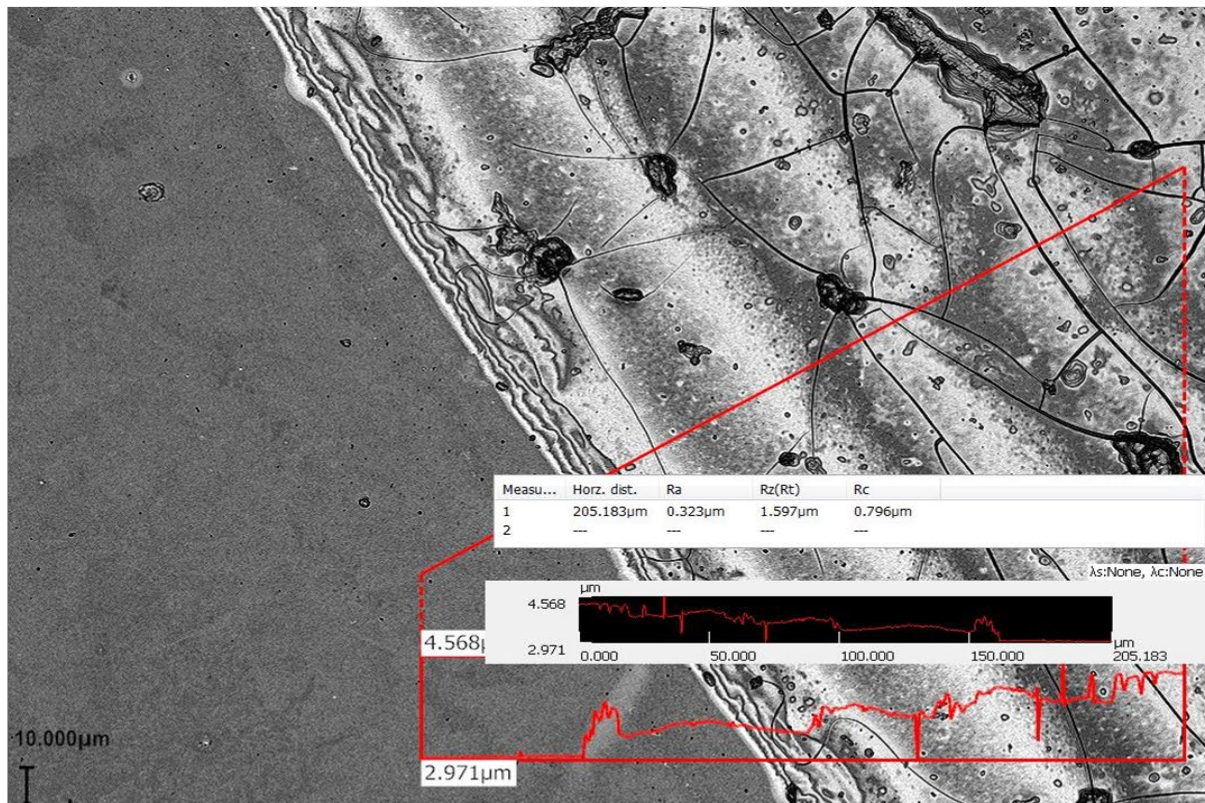 Measu... Horz. dist. Ra Rz(Rt) Rc
1 205.183µm 0.323µm 1.597µm 0.796µm
2 --- --- --- ---
λs:None, λc:None
µm
4.568
2.971
µm
0.000 50.000 100.000 150.000 205.183
4.568µ
2.971µm
10.000µm